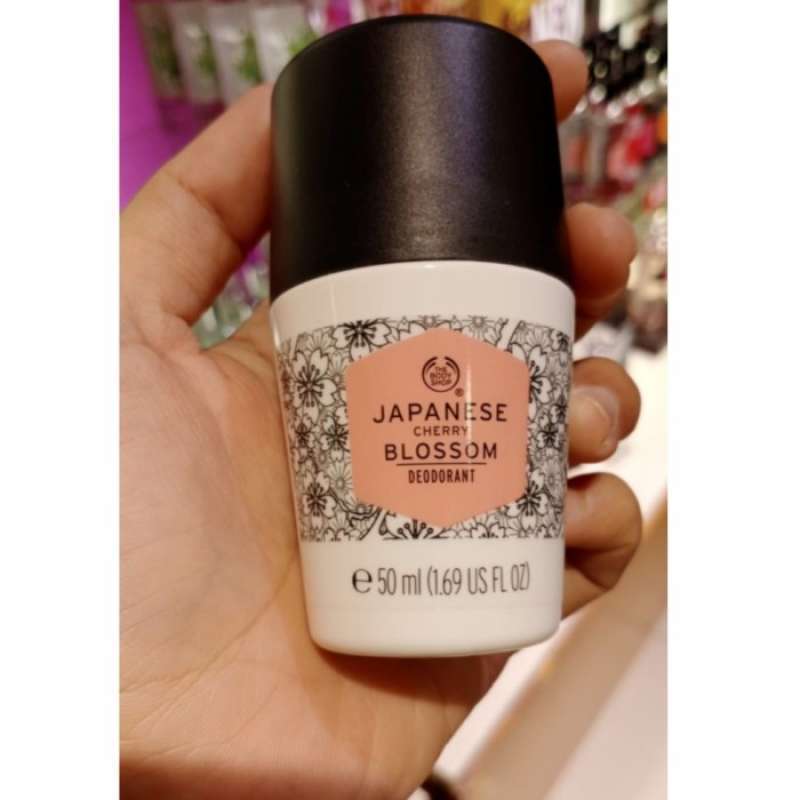 THE
BODY
SHOP
®
JAPANESE
CHERRY
BLOSSOM
DEODORANT
℮ 50 ml (1.69 US FL OZ)